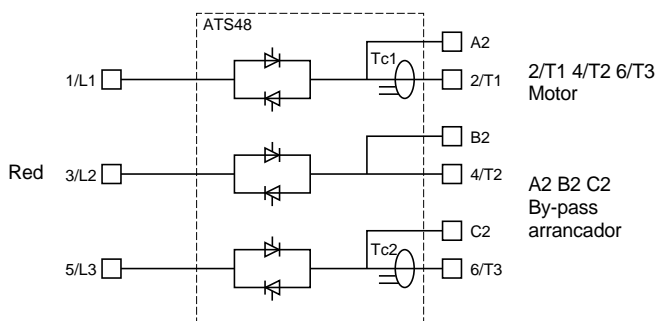 ATS48
A2
Tc1
1/L1
2/T1
2/T1 4/T2 6/T3
Motor
B2
Red
3/L2
4/T2
A2 B2 C2
By-pass
arrancador
C2
Tc2
5/L3
6/T3